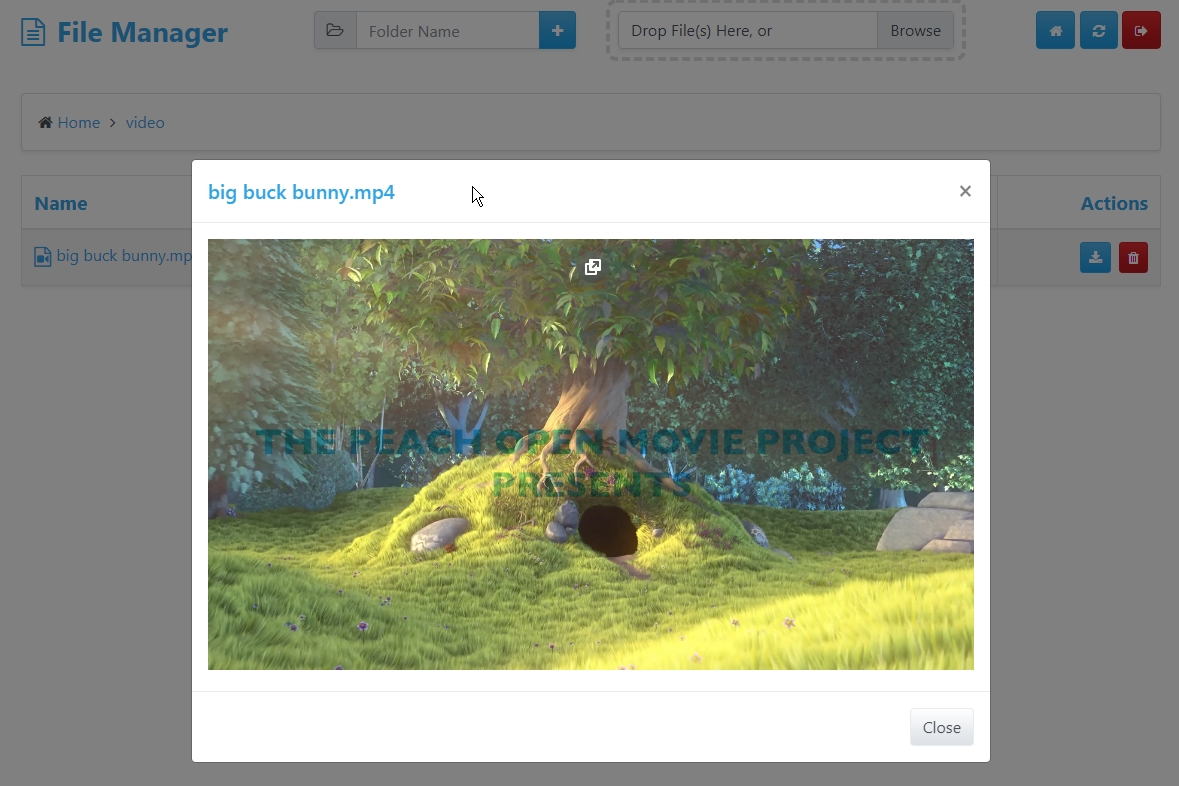 File Manager
Folder Name
Drop File(s) Here, or
Browse
Home
video
big buck bunny.mp4
Name
Actions
big buck bunny.mp
THE PEACH OPEN MOVIE PROJECT
PRESENTS
Close